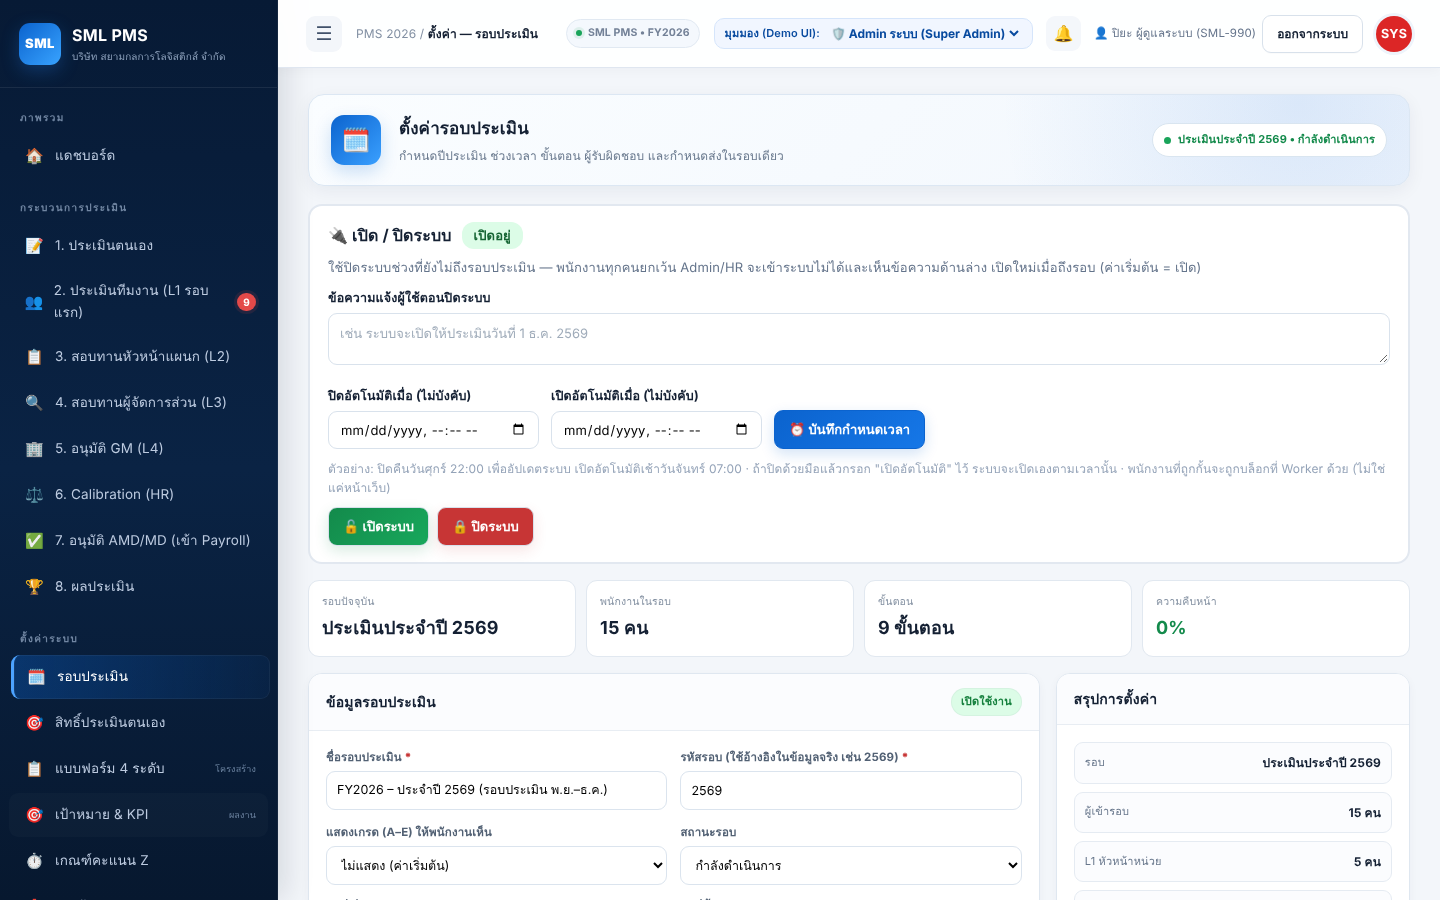 SML
SML PMS
บริษัท สยามกลการโลจิสติกส์ จำกัด
ภาพรวม
แดชบอร์ด
กระบวนการประเมิน
1. ประเมินตนเอง
2. ประเมินทีมงาน (L1 รอบ
แรก)
9
3. สอบทานหัวหน้าแผนก (L2)
4. สอบทานผู้จัดการส่วน (L3)
5. อนุมัติ GM (L4)
6. Calibration (HR)
7. อนุมัติ AMD/MD (เข้า Payroll)
8. ผลประเมิน
ตั้งค่าระบบ
รอบประเมิน
สิทธิ์ประเมินตนเอง
แบบฟอร์ม 4 ระดับ
โครงสร้าง
เป้าหมาย & KPI
ผลงาน
เกณฑ์คะแนน Z
PMS 2026 / ตั้งค่า — รอบประเมิน
SML PMS • FY2026
มุมมอง (Demo UI):
Admin ระบบ (Super Admin)
ปิยะ ผู้ดูแลระบบ (SML-990)
ออกจากระบบ
SYS
ตั้งค่ารอบประเมิน
กำหนดปีประเมิน ช่วงเวลา ขั้นตอน ผู้รับผิดชอบ และกำหนดส่งในรอบเดียว
ประเมินประจำปี 2569 • กำลังดำเนินการ
เปิด / ปิดระบบ
เปิดอยู่
ใช้ปิดระบบช่วงที่ยังไม่ถึงรอบประเมิน — พนักงานทุกคนยกเว้น Admin/HR จะเข้าระบบไม่ได้และเห็นข้อความด้านล่าง เปิดใหม่เมื่อถึงรอบ (ค่าเริ่มต้น = เปิด)
ข้อความแจ้งผู้ใช้ตอนปิดระบบ
เช่น ระบบจะเปิดให้ประเมินวันที่ 1 ธ.ค. 2569
ปิดอัตโนมัติเมื่อ (ไม่บังคับ)
เปิดอัตโนมัติเมื่อ (ไม่บังคับ)
mm/dd/yyyy, --:-- --
mm/dd/yyyy, --:-- --
บันทึกกำหนดเวลา
ตัวอย่าง: ปิดคืนวันศุกร์ 22:00 เพื่ออัปเดตระบบ เปิดอัตโนมัติเช้าวันจันทร์ 07:00 · ถ้าปิดด้วยมือแล้วกรอก "เปิดอัตโนมัติ" ไว้ ระบบจะเปิดเองตามเวลานั้น · พนักงานที่ถูกกั้นจะถูกบล็อกที่ Worker ด้วย (ไม่ใช่
แค่หน้าเว็บ)
เปิดระบบ
ปิดระบบ
รอบปัจจุบัน
ประเมินประจำปี 2569
พนักงานในรอบ
15 คน
ขั้นตอน
9 ขั้นตอน
ความคืบหน้า
0%
ข้อมูลรอบประเมิน
เปิดใช้งาน
ชื่อรอบประเมิน *
FY2026 – ประจำปี 2569 (รอบประเมิน พ.ย.–ธ.ค.)
รหัสรอบ (ใช้อ้างอิงในข้อมูลจริง เช่น 2569) *
2569
แสดงเกรด (A–E) ให้พนักงานเห็น
ไม่แสดง (ค่าเริ่มต้น)
สถานะรอบ
กำลังดำเนินการ
สรุปการตั้งค่า
รอบ
ประเมินประจำปี 2569
ผู้เข้ารอบ
15 คน
L1 หัวหน้าหน่วย
5 คน